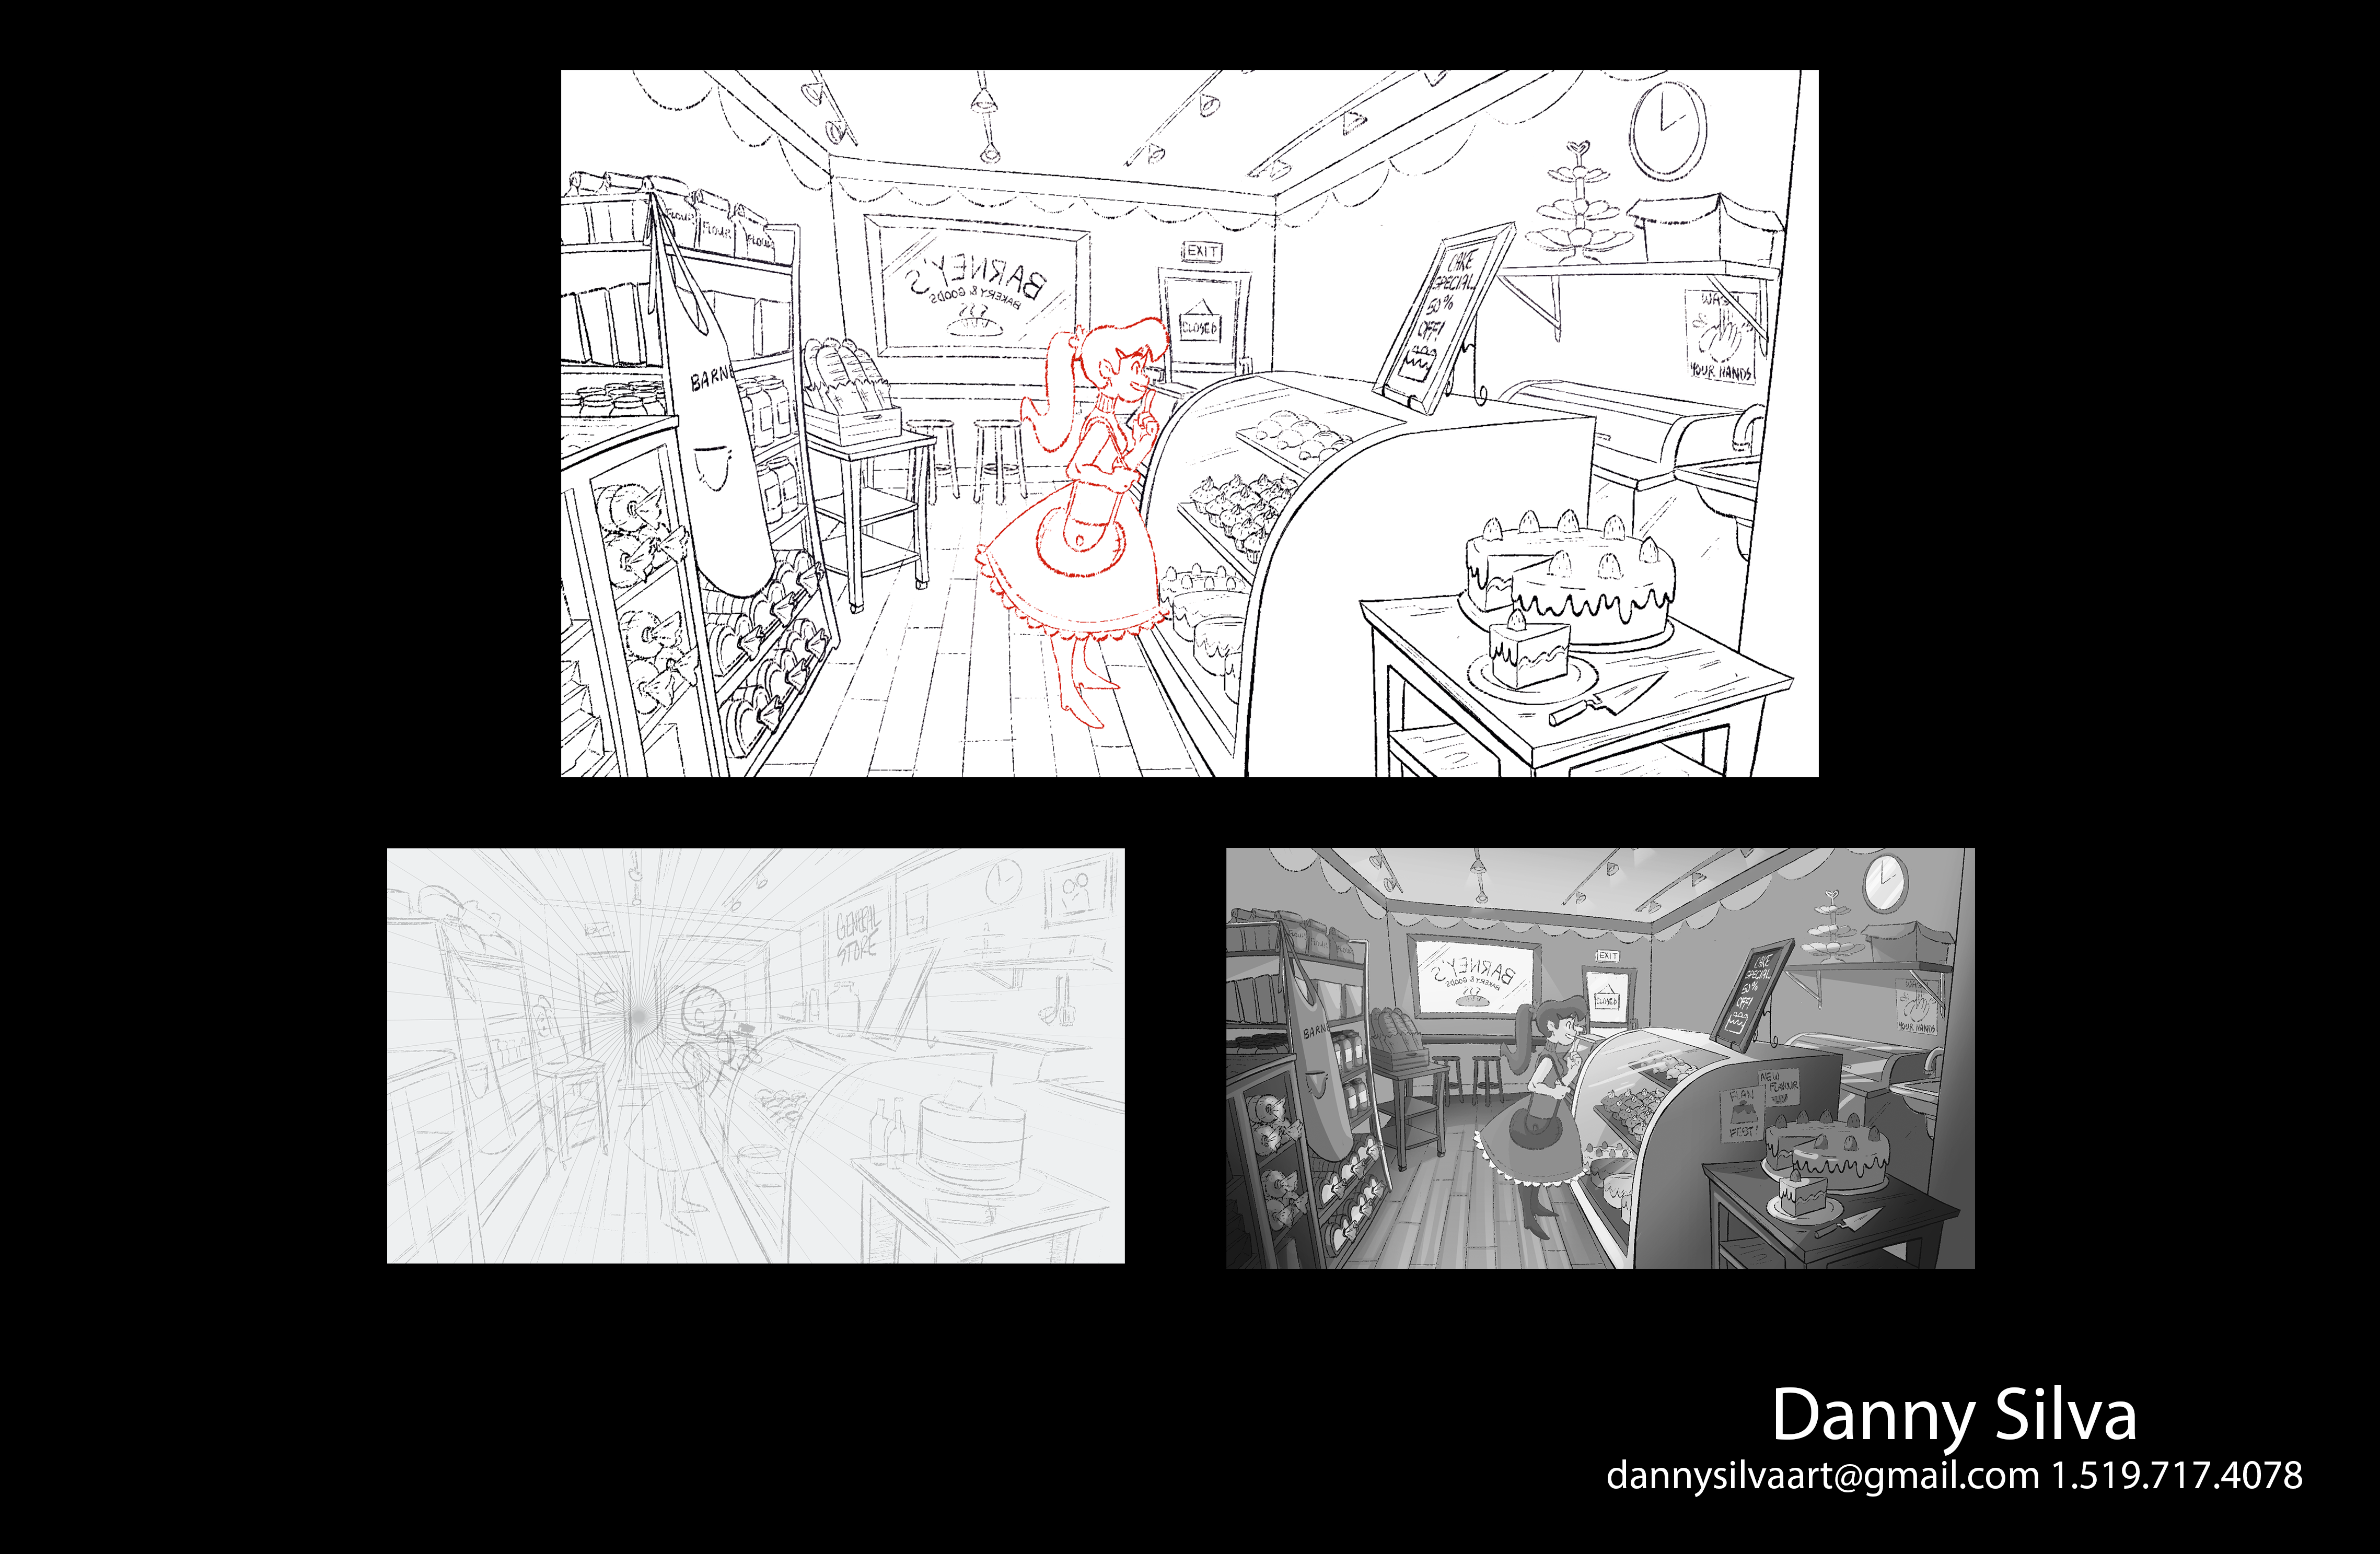 EXIT
BARNEY'S
BAKERY & GOODS
CLOSED
FLOUR
FLOUR
BARN
CAKE
SPECIAL
50%
OFF!
WASH
YOUR HANDS
GENERAL
STORE
EXIT
BARNEY'S
BAKERY & GOODS
CLOSED
BARN
CAKE
SPECIAL
50%
OFF!
YOUR HANDS
NEW
FLAVOUR
FLAN
FEST!
Danny Silva
dannysilvaart@gmail.com 1.519.717.4078